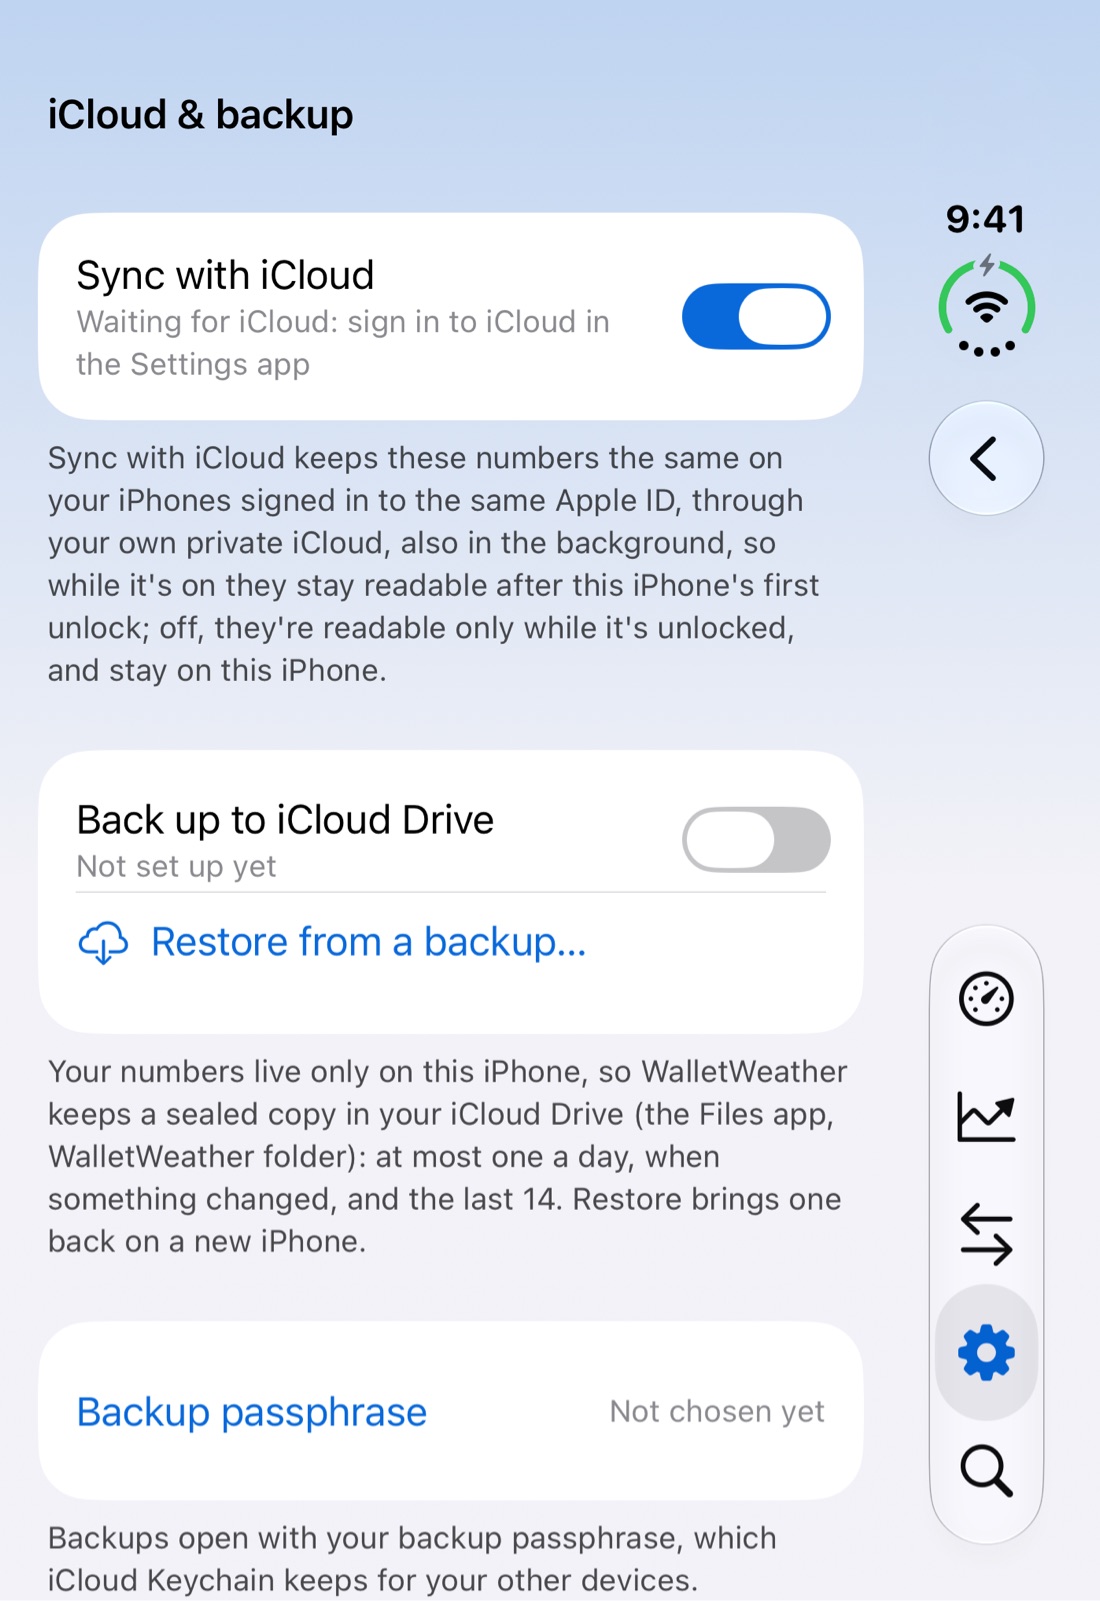 iCloud & backup
9:41
Sync with iCloud
Waiting for iCloud: sign in to iCloud in
the Settings app
Sync with iCloud keeps these numbers the same on
your iPhones signed in to the same Apple ID, through
your own private iCloud, also in the background, so
while it's on they stay readable after this iPhone's first
unlock; off, they're readable only while it's unlocked,
and stay on this iPhone.
Back up to iCloud Drive
Not set up yet
Restore from a backup...
Your numbers live only on this iPhone, so WalletWeather
keeps a sealed copy in your iCloud Drive (the Files app,
WalletWeather folder): at most one a day, when
something changed, and the last 14. Restore brings one
back on a new iPhone.
Backup passphrase
Not chosen yet
Backups open with your backup passphrase, which
iCloud Keychain keeps for your other devices.